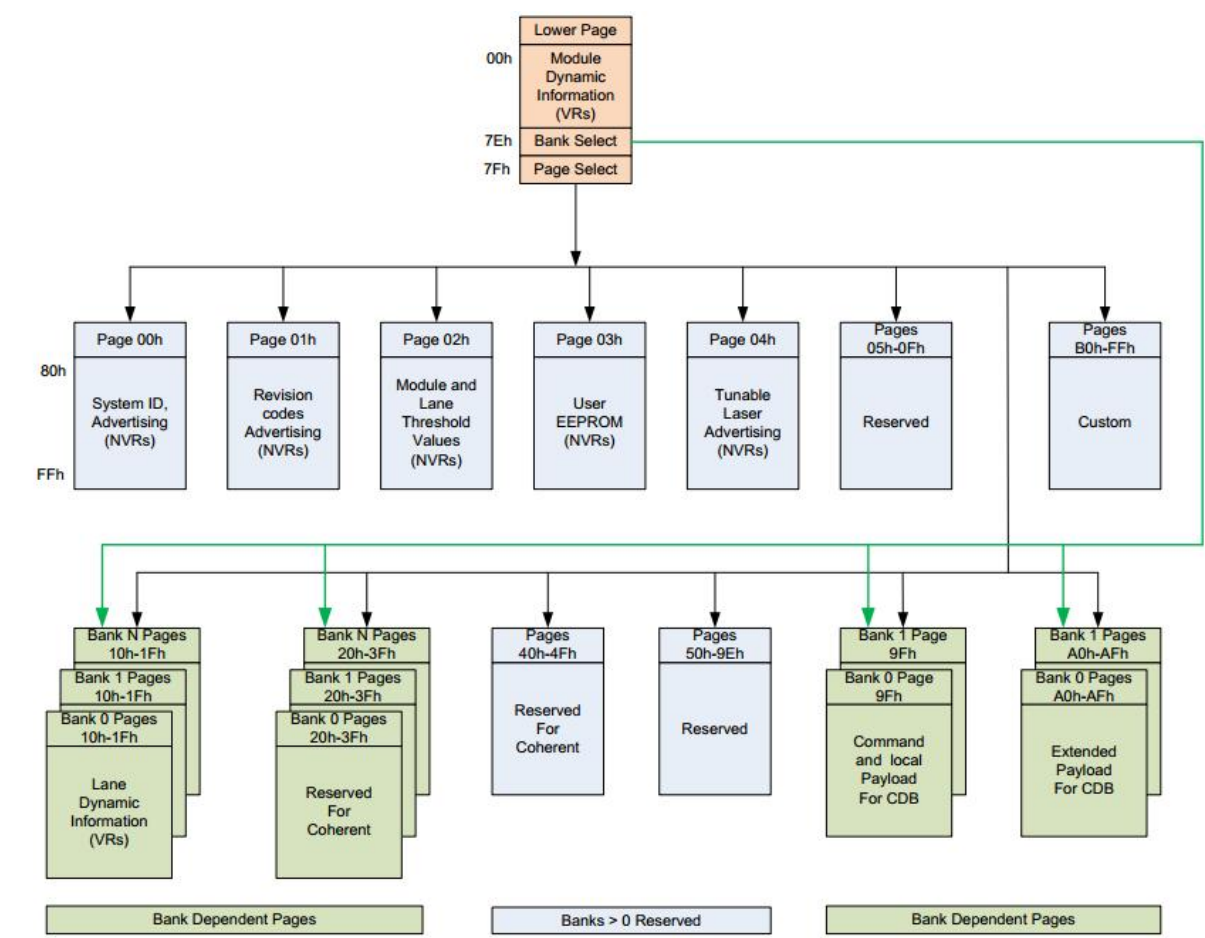 Lower Page
00h
Module
Dynamic
Information
(VRs)
7Eh
Bank Select
7Fh
Page Select
Page 00h
Page 01h
Page 02h
Page 03h
Page 04h
Pages
05h-0Fh
Pages
B0h-FFh
80h
System ID,
Advertising
(NVRs)
FFh
Revision
codes
Advertising
(NVRs)
Module and
Lane
Threshold
Values
(NVRs)
User
EEPROM
(NVRs)
Tunable
Laser
Advertising
(NVRs)
Reserved
Custom
Bank N Pages
10h-1Fh
Bank 1 Pages
10h-1Fh
Bank 0 Pages
10h-1Fh
Lane
Dynamic
Information
(VRs)
Bank N Pages
20h-3Fh
Bank 1 Pages
20h-3Fh
Bank 0 Pages
20h-3Fh
Reserved
For
Coherent
Pages
40h-4Fh
Reserved
For
Coherent
Pages
50h-9Eh
Reserved
Bank 1 Page
9Fh
Bank 0 Page
9Fh
Command
and local
Payload
For CDB
Bank 1 Pages
A0h-AFh
Bank 0 Pages
A0h-AFh
Extended
Payload
For CDB
Bank Dependent Pages
Banks > 0 Reserved
Bank Dependent Pages